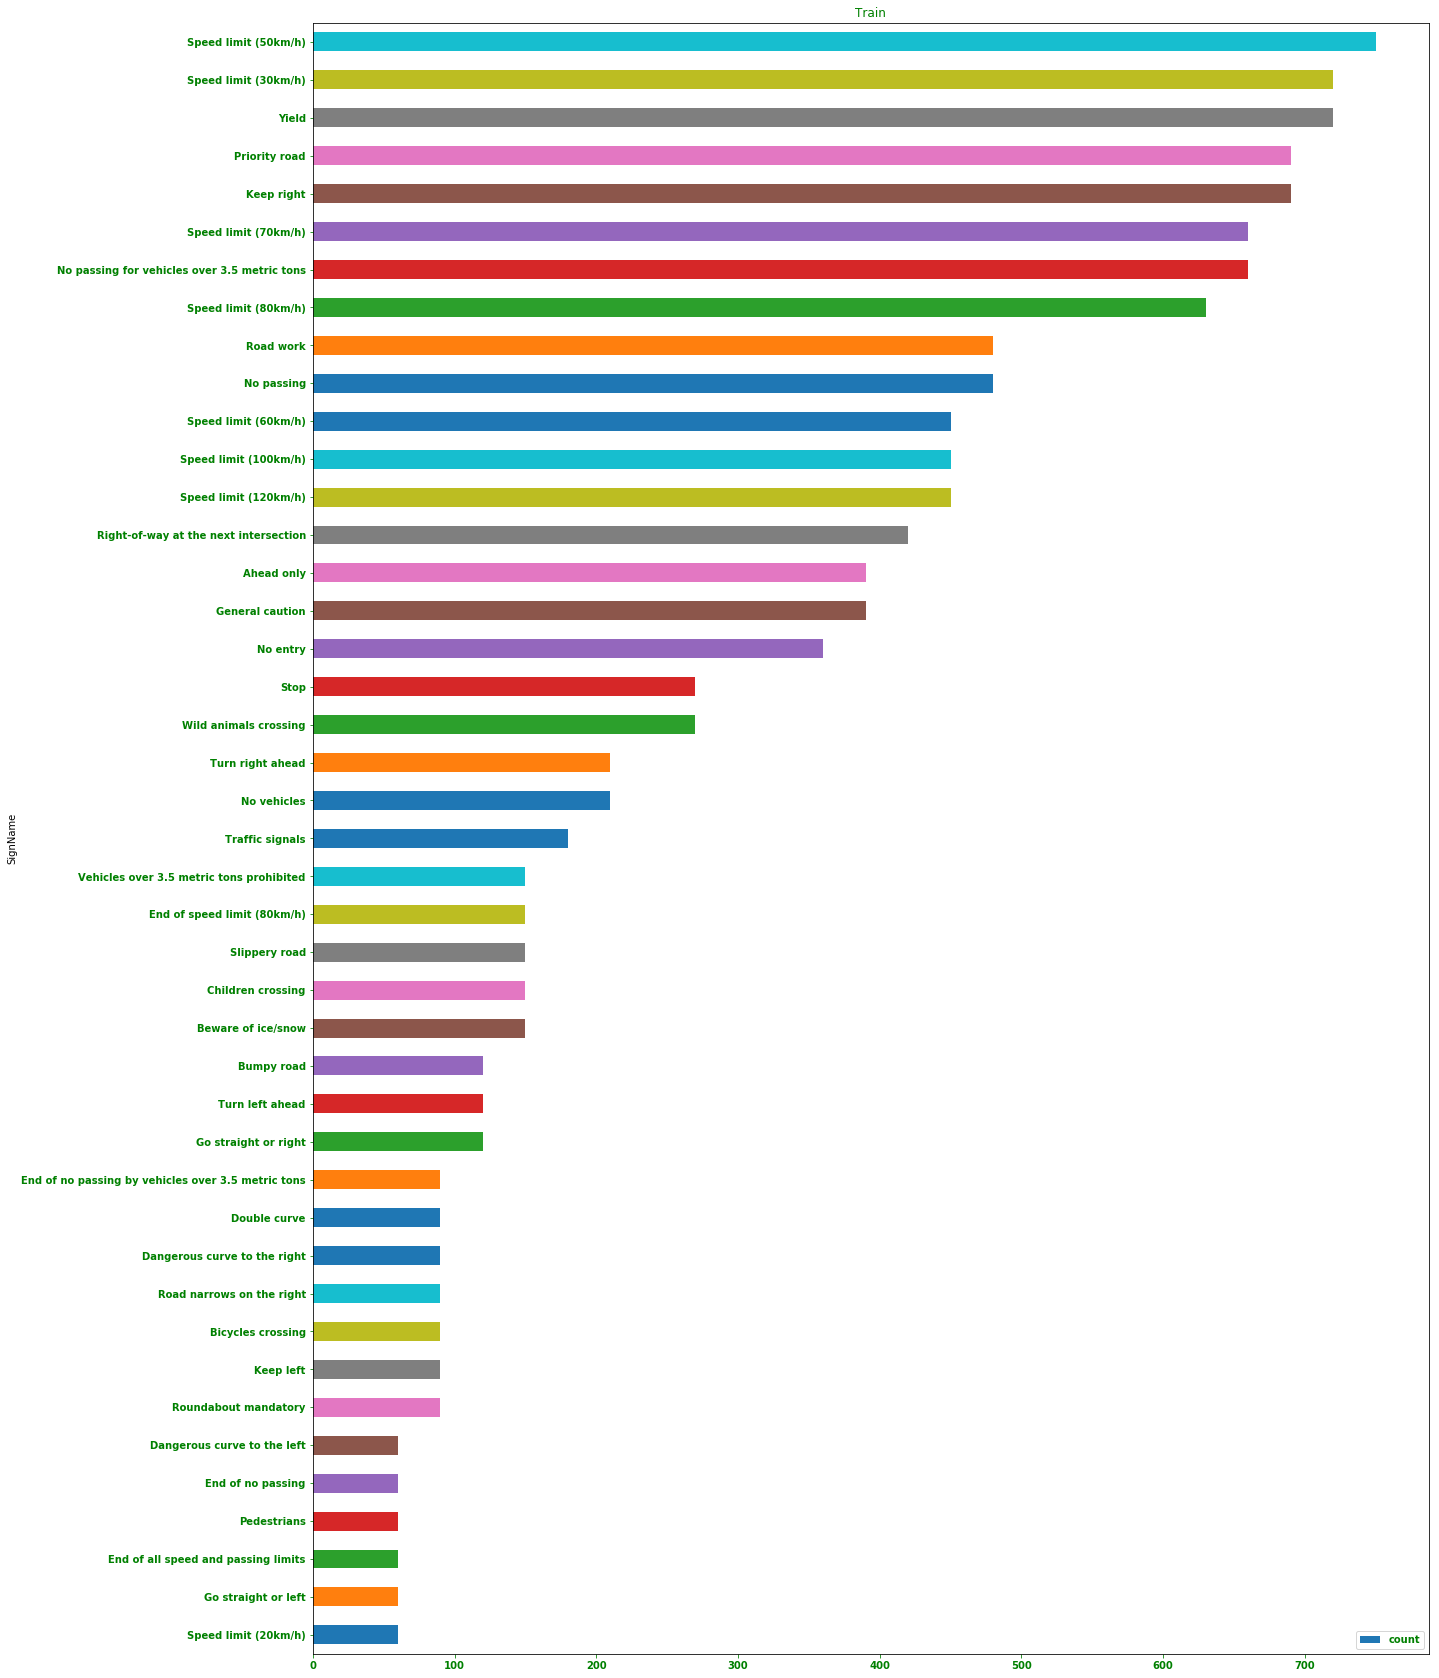 Train
Speed limit (50km/h)
Speed limit (30km/h)
Yield
Priority road
Keep right
Speed limit (70km/h)
No passing for vehicles over 3.5 metric tons
Speed limit (80km/h)
Road work
No passing
Speed limit (60km/h)
Speed limit (100km/h)
Speed limit (120km/h)
Right-of-way at the next intersection
Ahead only
General caution
No entry
Stop
Wild animals crossing
Turn right ahead
No vehicles
Traffic signals
Vehicles over 3.5 metric tons prohibited
End of speed limit (80km/h)
Slippery road
Children crossing
Beware of ice/snow
Bumpy road
Turn left ahead
Go straight or right
End of no passing by vehicles over 3.5 metric tons
Double curve
Dangerous curve to the right
Road narrows on the right
Bicycles crossing
Keep left
Roundabout mandatory
Dangerous curve to the left
End of no passing
Pedestrians
End of all speed and passing limits
Go straight or left
Speed limit (20km/h)
SignName
count
0 100 200 300 400 500 600 700